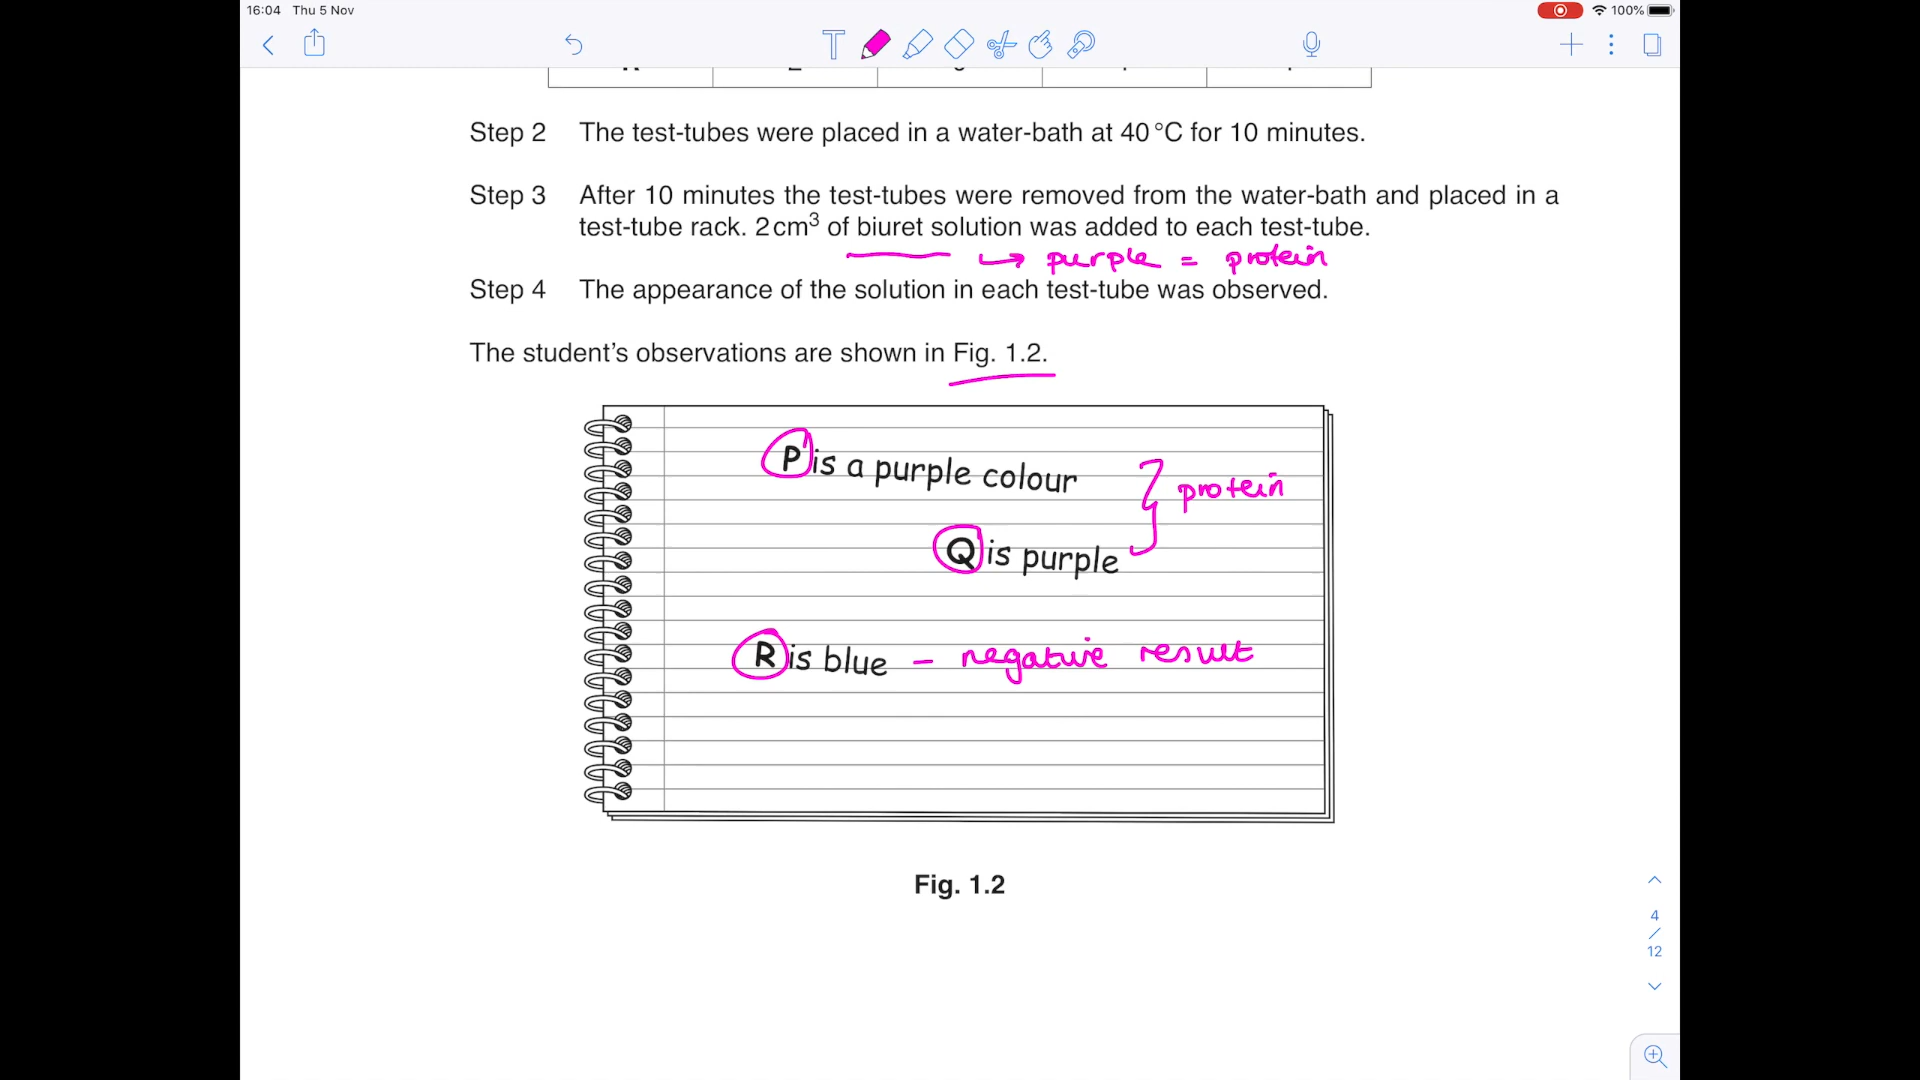 16:04 Thu 5 Nov
100%
T
Step 2 The test-tubes were placed in a water-bath at 40 °C for 10 minutes.
Step 3 After 10 minutes the test-tubes were removed from the water-bath and placed in a
test-tube rack. 2 cm³ of biuret solution was added to each test-tube.
↳ purple = protein
Step 4 The appearance of the solution in each test-tube was observed.
The student's observations are shown in Fig. 1.2.
P is a purple colour
} protein
Q is purple
R is blue – negative result
Fig. 1.2
4
/
12